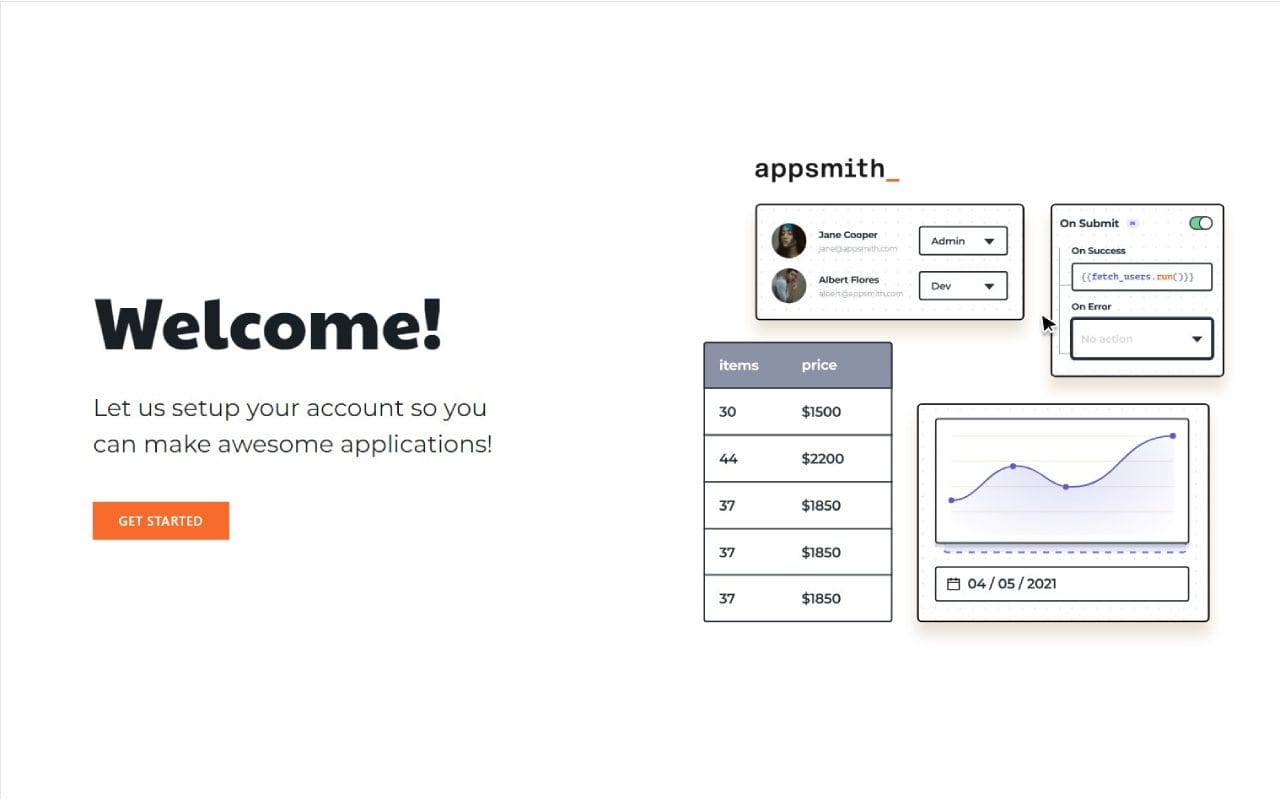 Welcome!
Let us setup your account so you
can make awesome applications!
GET STARTED
appsmith_
Jane Cooper
jane@appsmith.com
Admin
Albert Flores
albert@appsmith.com
Dev
On Submit
On Success
{{fetch_users.run()}}
On Error
No action
items price
30 $1500
44 $2200
37 $1850
37 $1850
37 $1850
04 / 05 / 2021